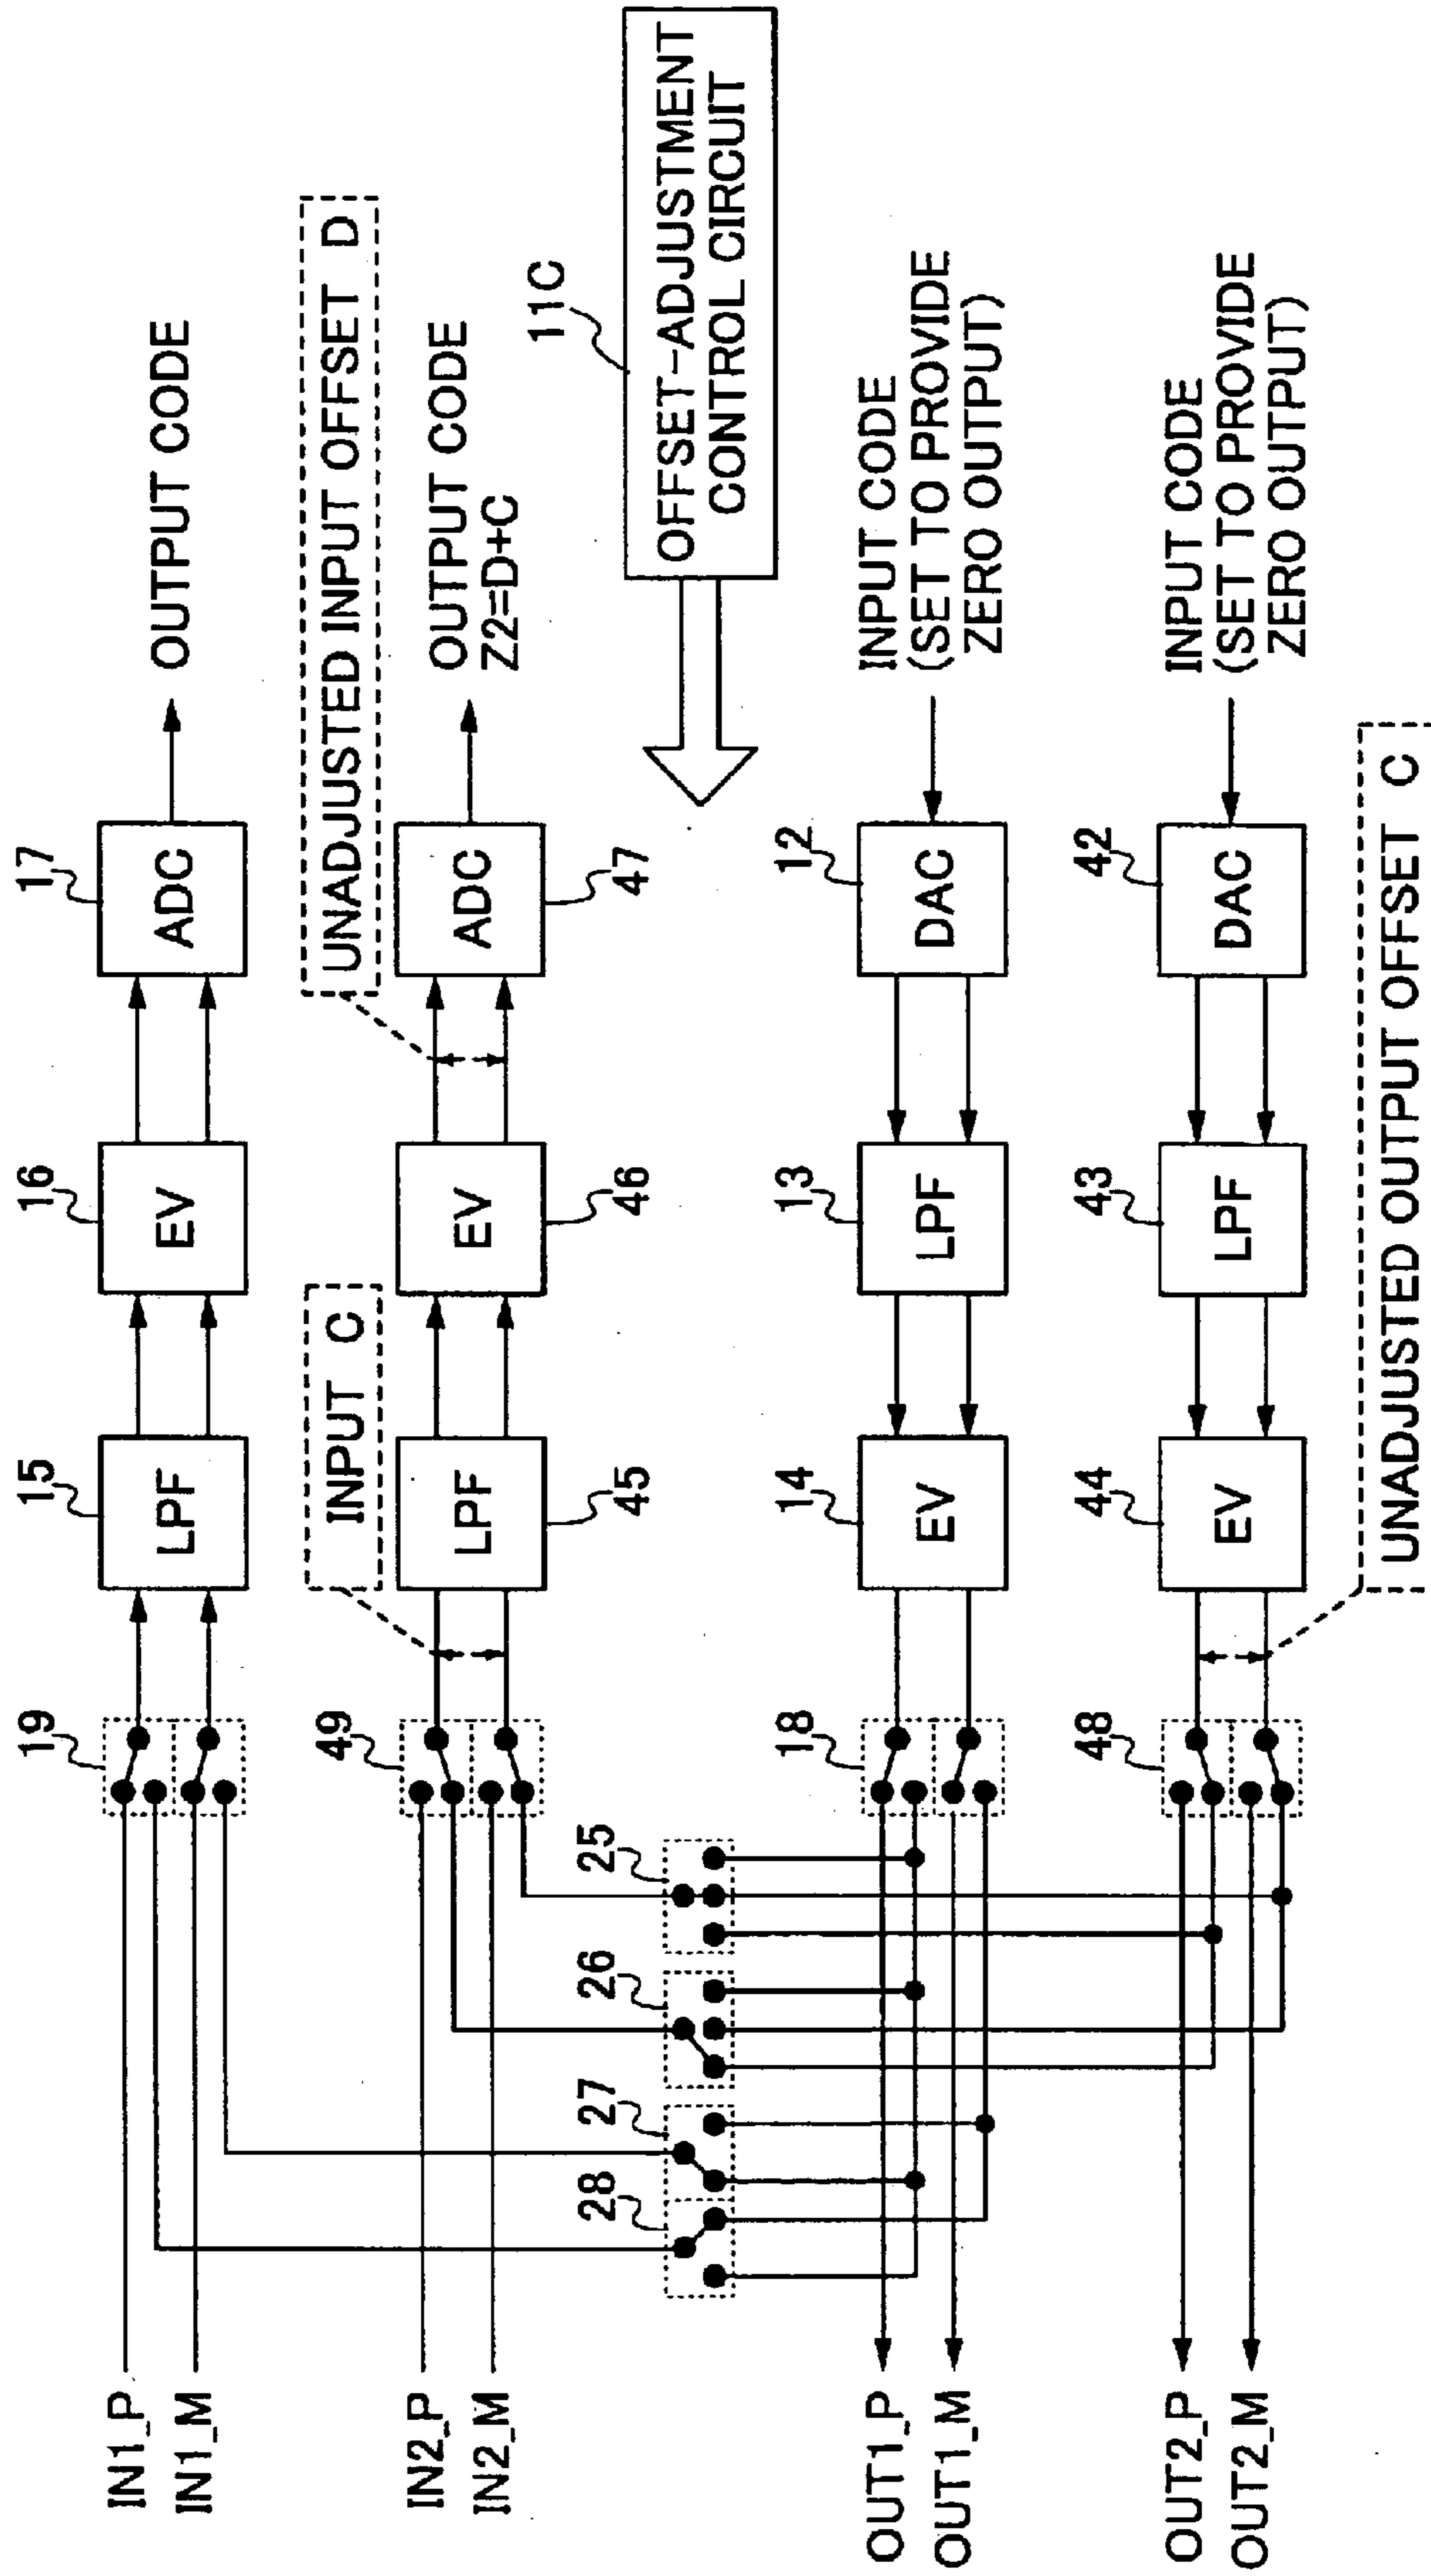 IN1_P
IN1_M
19
15
LPF
16
EV
17
ADC
OUTPUT CODE
IN2_P
IN2_M
49
INPUT C
LPF
45
EV
46
UNADJUSTED INPUT OFFSET D
ADC
47
OUTPUT CODE
Z2=D+C
28
27
26
25
11C
OFFSET-ADJUSTMENT
CONTROL CIRCUIT
OUT1_P
OUT1_M
18
14
EV
13
LPF
12
DAC
INPUT CODE
(SET TO PROVIDE
ZERO OUTPUT)
OUT2_P
OUT2_M
48
44
EV
43
LPF
42
DAC
INPUT CODE
(SET TO PROVIDE
ZERO OUTPUT)
UNADJUSTED OUTPUT OFFSET C